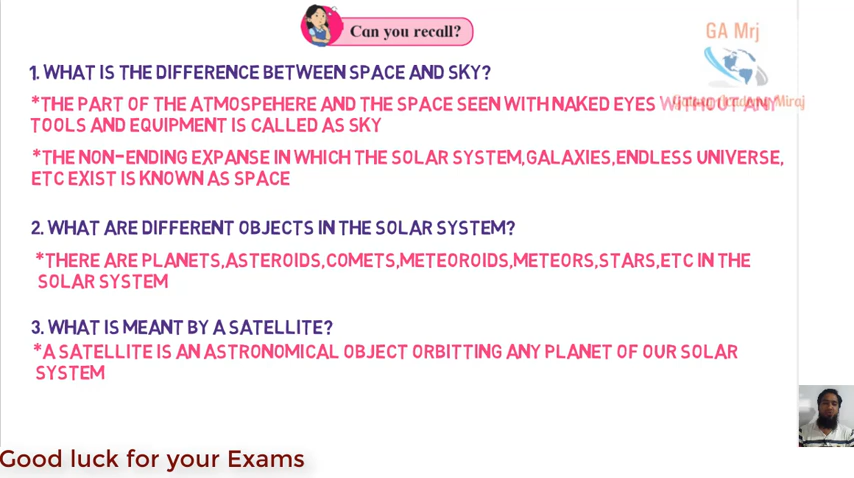 Can you recall?
GA Mrj
1. WHAT IS THE DIFFERENCE BETWEEN SPACE AND SKY?
*THE PART OF THE ATMOSPEHERE AND THE SPACE SEEN WITH NAKED EYES WITHOUT ANY
Galaxy Academy Miraj
TOOLS AND EQUIPMENT IS CALLED AS SKY
*THE NON-ENDING EXPANSE IN WHICH THE SOLAR SYSTEM,GALAXIES,ENDLESS UNIVERSE,
ETC EXIST IS KNOWN AS SPACE
2. WHAT ARE DIFFERENT OBJECTS IN THE SOLAR SYSTEM?
*THERE ARE PLANETS,ASTEROIDS,COMETS,METEOROIDS,METEORS,STARS,ETC IN THE
SOLAR SYSTEM
3. WHAT IS MEANT BY A SATELLITE?
*A SATELLITE IS AN ASTRONOMICAL OBJECT ORBITTING ANY PLANET OF OUR SOLAR
SYSTEM
Good luck for your Exams